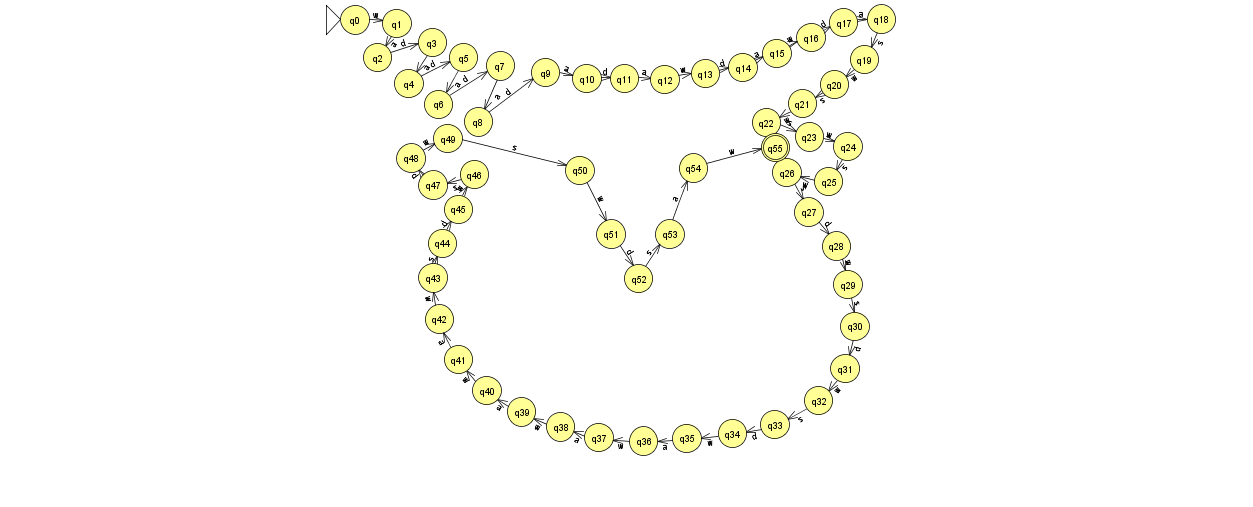 q0 w q1
a q2 d q3
a q4 d q5
a q6 d q7
a q8 d q9
a q10 d q11 a q12 w q13 d q14 a q15 w q16 d q17 a q18
s q19
w q20
s q21
w q22
s q23 w q24
s q25
w q26
s q27
d q28
w q29
s q30
d q31
w q32
s q33
d q34
w q35
a q36
w q37
a q38
w q39
a q40
w q41
a q42
w q43
s q44
d q45
w q46
s q47
d q48
w q49
s q50
w q51
d q52
s q53
a q54
w q55